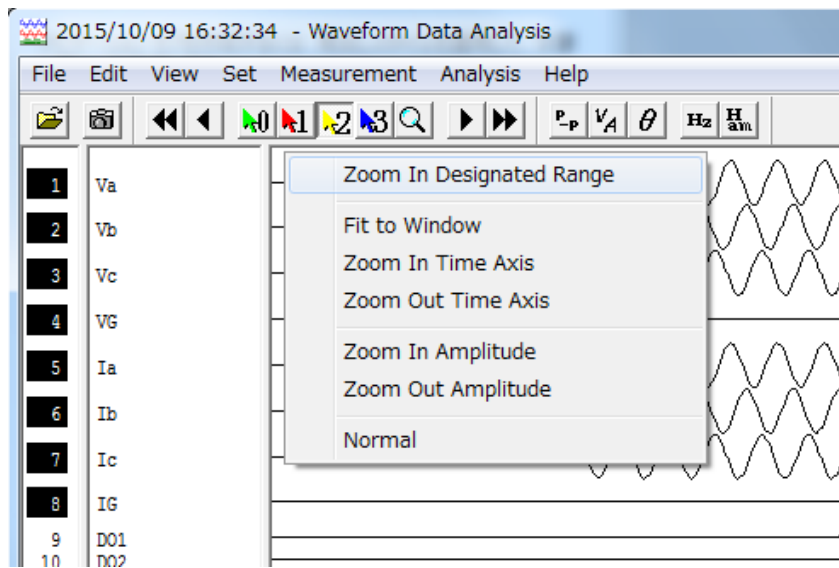 2015/10/09 16:32:34 - Waveform Data Analysis
File Edit View Set Measurement Analysis Help
0 1 2 3 P-P V/A θ Hz Ham
1 Va
2 Vb
3 Vc
4 VG
5 Ia
6 Ib
7 Ic
8 IG
9 DO1
10 DO2
Zoom In Designated Range
Fit to Window
Zoom In Time Axis
Zoom Out Time Axis
Zoom In Amplitude
Zoom Out Amplitude
Normal